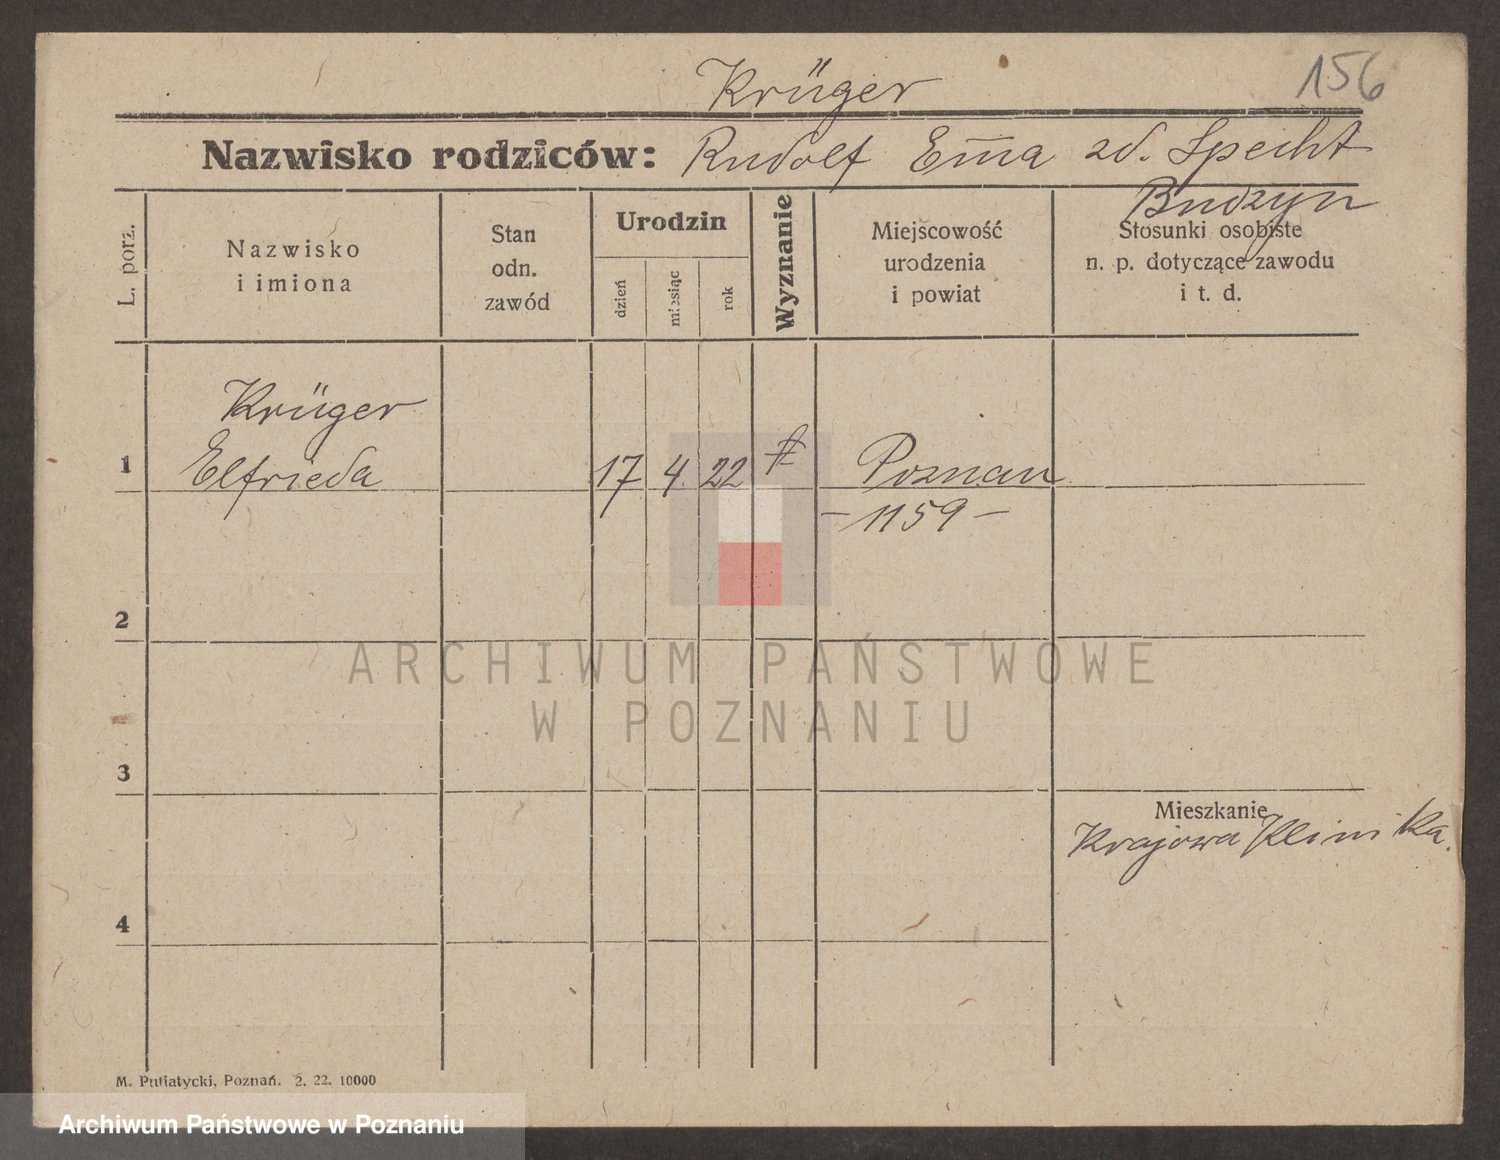 156
Krüger
Nazwisko rodziców: Rudolf Em̄a zd. Specht
Budzyn
L. porz.
Nazwisko
i imiona
Stan
odn.
zawód
Urodzin
dzień
miesiąc
rok
Wyznanie
Miejscowość
urodzenia
i powiat
Stosunki osobiste
n. p. dotyczące zawodu
i t. d.
Krüger
1 Elfrieda 17 4 22 Poznan
- 1159 -
2
ARCHIWUM PAŃSTWOWE
W POZNANIU
3
Mieszkanie
Krajowa Klinika.
4
M. Putiatycki, Poznań. 2. 22. 10000
Archiwum Państwowe w Poznaniu